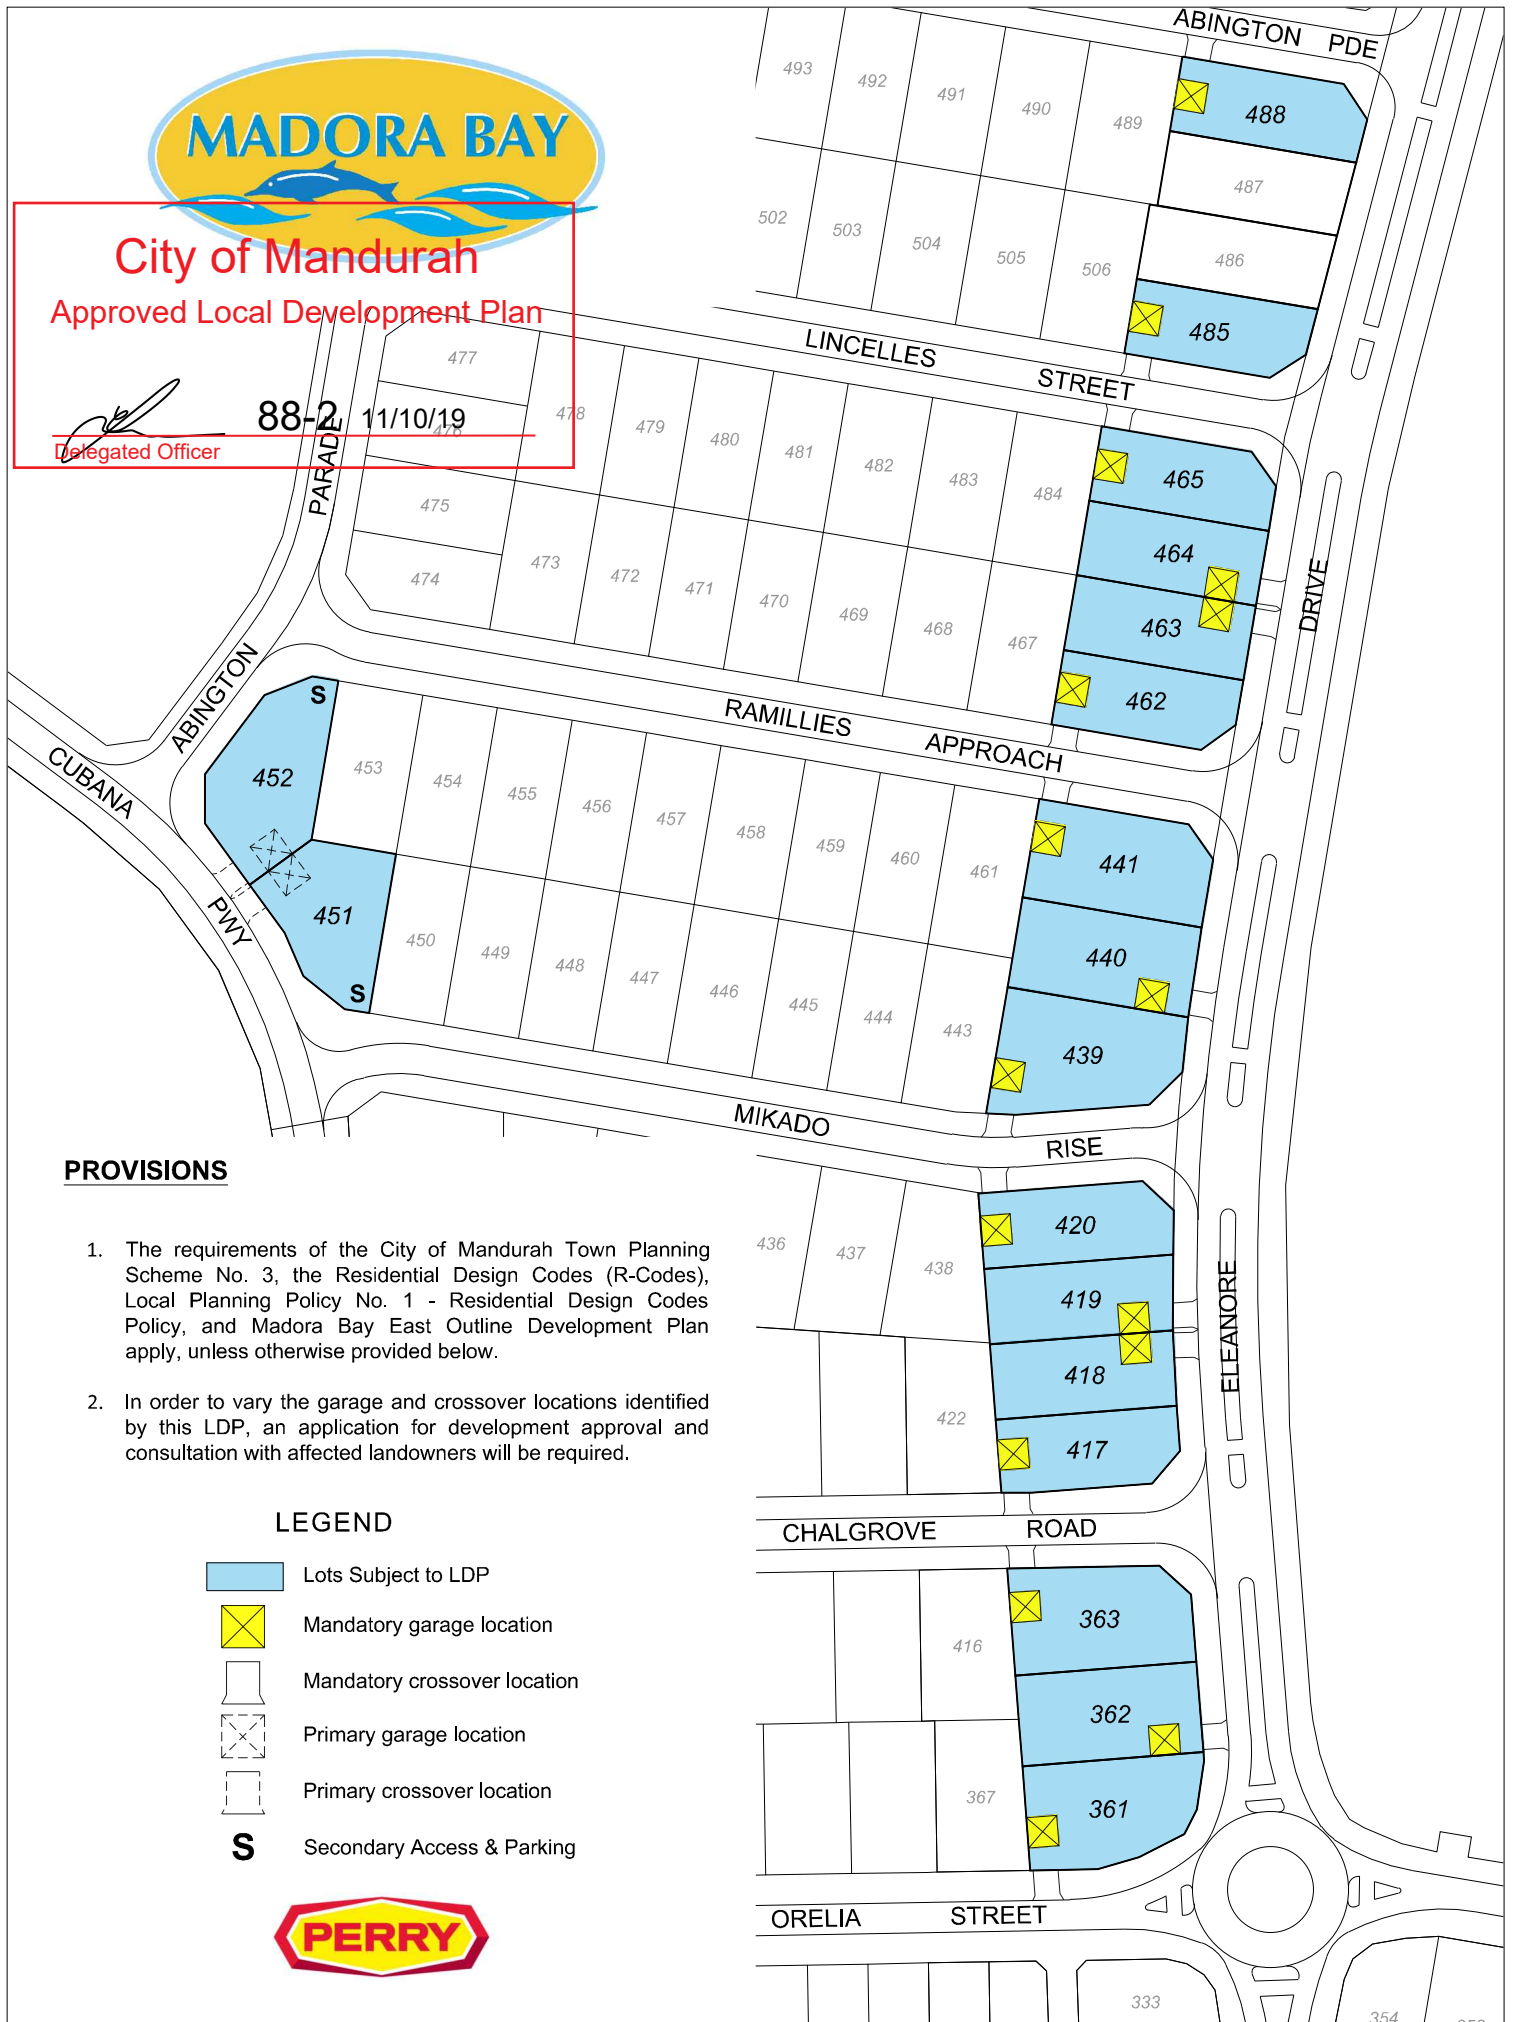 ABINGTON PDE
493
492
491
490
489
488
487
486
485
502
503
504
505
506
MADORA BAY
City of Mandurah
Approved Local Development Plan
88-2 11/10/19
Delegated Officer
LINCELLES STREET
PARADE
ABINGTON
477
476
475
474
478
479
480
481
482
483
484
465
464
463
462
473
472
471
470
469
468
467
DRIVE
RAMILLIES APPROACH
CUBANA
PWY
S
452
451
S
453
454
455
456
457
458
459
460
461
441
440
439
450
449
448
447
446
445
444
443
MIKADO RISE
436
437
438
420
419
418
417
422
ELEANORE
CHALGROVE ROAD
416
363
362
361
367
ORELIA STREET
333
354
PROVISIONS
1. The requirements of the City of Mandurah Town Planning
Scheme No. 3, the Residential Design Codes (R-Codes),
Local Planning Policy No. 1 - Residential Design Codes
Policy, and Madora Bay East Outline Development Plan
apply, unless otherwise provided below.
2. In order to vary the garage and crossover locations identified
by this LDP, an application for development approval and
consultation with affected landowners will be required.
LEGEND
Lots Subject to LDP
Mandatory garage location
Mandatory crossover location
Primary garage location
Primary crossover location
S Secondary Access & Parking
PERRY